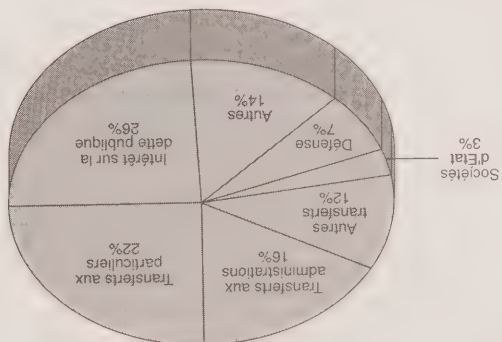 Transferts aux
administrations
16%
Transferts aux
particuliers
22%
Autres
transferts
12%
Sociétés
d'État
3%
Défense
7%
Intérêt sur la
dette publique
26%
Autres
14%